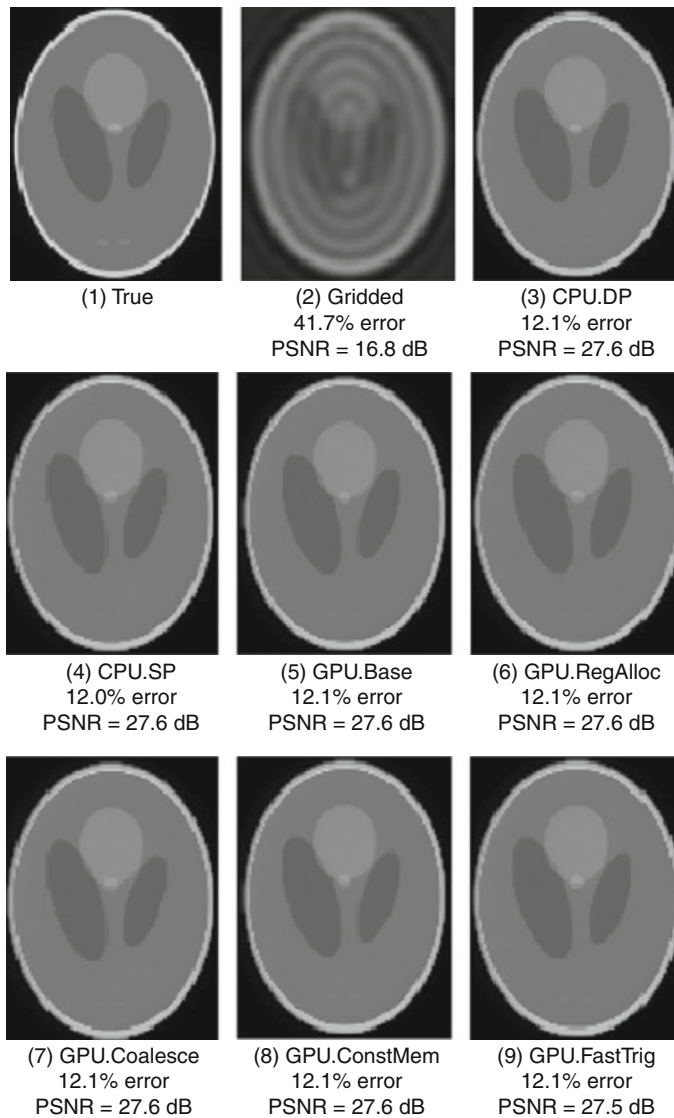 (1) True
(2) Gridded
41.7% error
PSNR = 16.8 dB
(3) CPU.DP
12.1% error
PSNR = 27.6 dB
(4) CPU.SP
12.0% error
PSNR = 27.6 dB
(5) GPU.Base
12.1% error
PSNR = 27.6 dB
(6) GPU.RegAlloc
12.1% error
PSNR = 27.6 dB
(7) GPU.Coalesce
12.1% error
PSNR = 27.6 dB
(8) GPU.ConstMem
12.1% error
PSNR = 27.6 dB
(9) GPU.FastTrig
12.1% error
PSNR = 27.5 dB